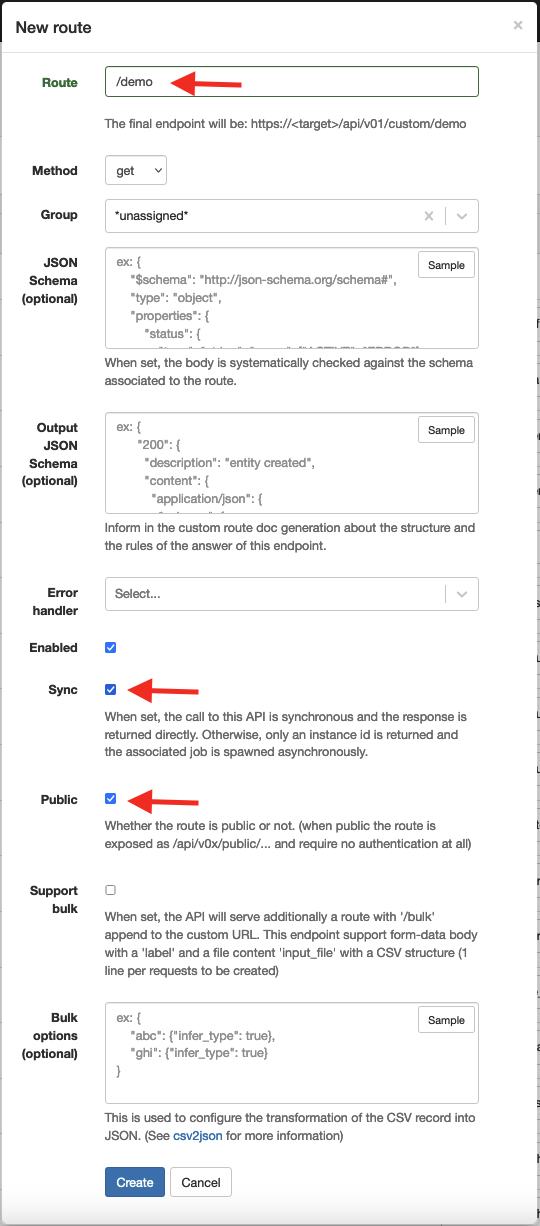 New route
×
Route
/demo
The final endpoint will be: https://<target>/api/v01/custom/demo
Method
get
Group
*unassigned*
JSON
Schema
(optional)
Sample
ex: {
"$schema": "http://json-schema.org/schema#",
"type": "object",
"properties": {
"status": {
When set, the body is systematically checked against the schema
associated to the route.
Output
JSON
Schema
(optional)
Sample
ex: {
"200": {
"description": "entity created",
"content": {
"application/json": {
Inform in the custom route doc generation about the structure and
the rules of the answer of this endpoint.
Error
handler
Select...
Enabled
Sync
When set, the call to this API is synchronous and the response is
returned directly. Otherwise, only an instance id is returned and
the associated job is spawned asynchronously.
Public
Whether the route is public or not. (when public the route is
exposed as /api/v0x/public/... and require no authentication at all)
Support
bulk
When set, the API will serve additionally a route with '/bulk'
append to the custom URL. This endpoint support form-data body
with a 'label' and a file content 'input_file' with a CSV structure (1
line per requests to be created)
Bulk
options
(optional)
Sample
ex: {
"abc": {"infer_type": true},
"ghi": {"infer_type": true}
}
This is used to configure the transformation of the CSV record into
JSON. (See csv2json for more information)
Create
Cancel